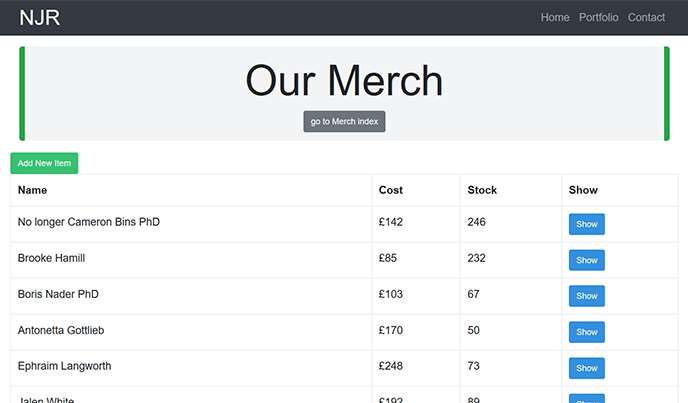 NJR Home Portfolio Contact
Our Merch
go to Merch index
Add New Item
Name Cost Stock Show
No longer Cameron Bins PhD £142 246 Show
Brooke Hamill £85 232 Show
Boris Nader PhD £103 67 Show
Antonetta Gottlieb £170 50 Show
Ephraim Langworth £248 73 Show
Jalen White £192 89